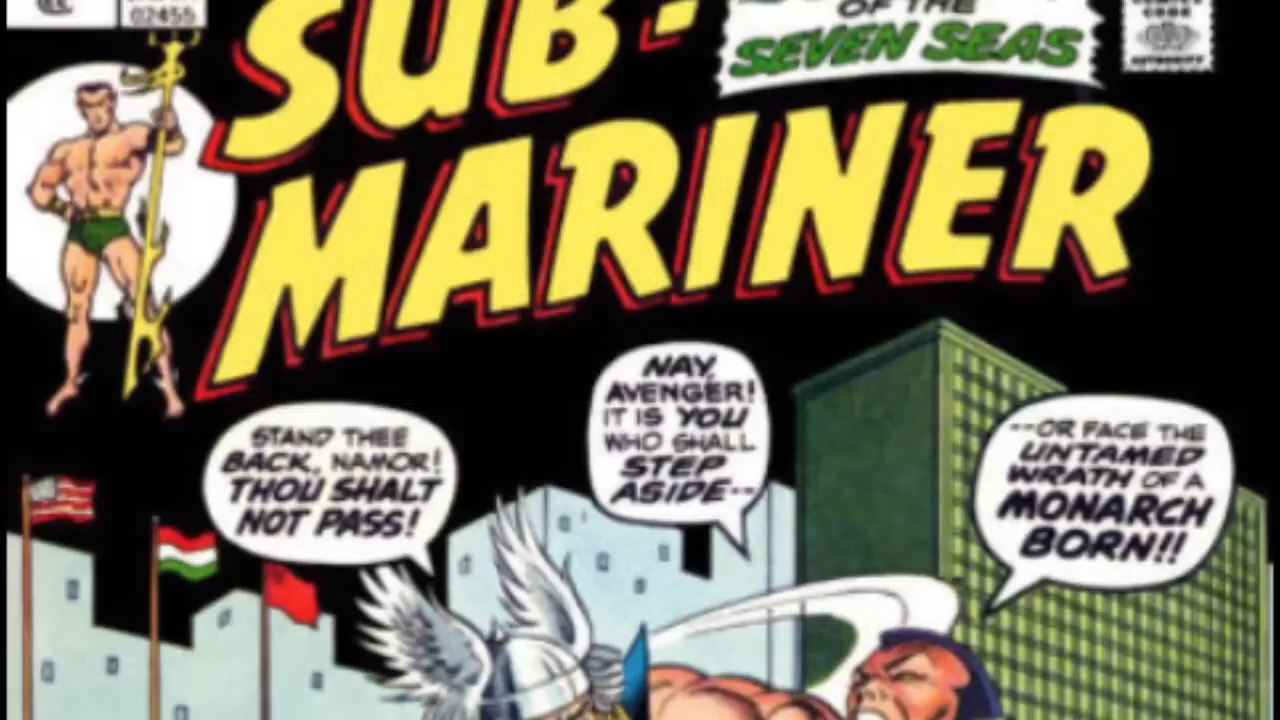 02455
SUB-
MARINER
OF THE
SEVEN SEAS
STAND THEE
BACK, NAMOR!
THOU SHALT
NOT PASS!
NAY,
AVENGER!
IT IS YOU
WHO SHALL
STEP
ASIDE--
--OR FACE THE
UNTAMED
WRATH OF A
MONARCH
BORN!!